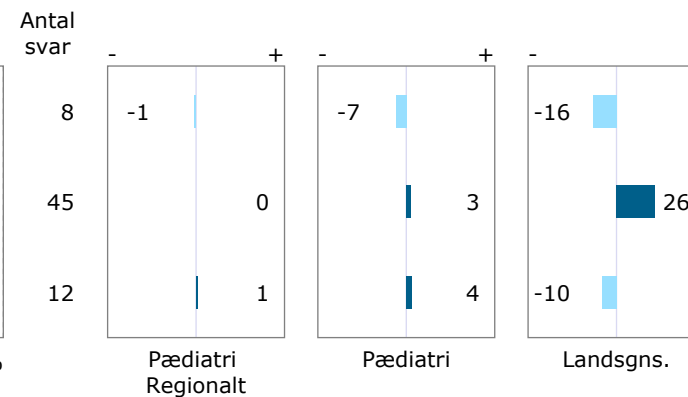 Antal
svar
- + - + -
8 -1 -7 -16
45 0 3 26
12 1 4 -10
Pædiatri Pædiatri Landsgns.
Regionalt